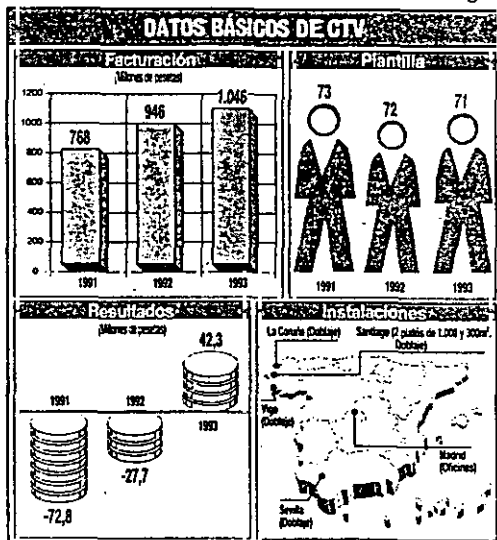 DATOS BÁSICOS DE CTV
Facturación
(Millones de pesetas)
1200
1000
800
600
400
200
0
768
946
1.046
1991
1992
1993
Plantilla
73
72
71
1991
1992
1993
Resultados
(Millones de pesetas)
1991
1992
1993
-72,8
-27,7
42,3
Instalaciones
La Coruña (Doblaje)
Santiago (2 platós de 1.000 y 300m².
Doblaje)
Vigo
(Doblaje)
Madrid
(Oficinas)
Sevilla
(Doblaje)